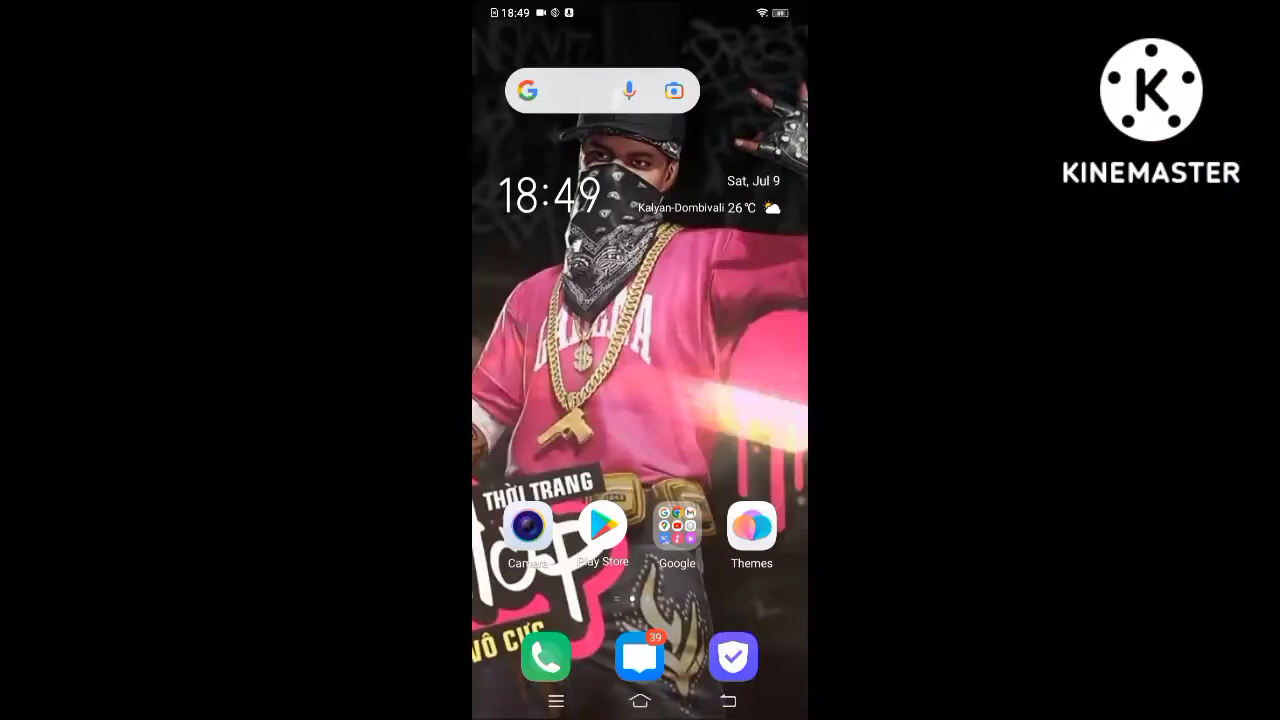 18:49
89
KINEMASTER
18:49
Sat, Jul 9
Kalyan-Dombivali 26°C
THỜI TRANG
VÔ CỰC
Camera
Play Store
Google
Themes
39